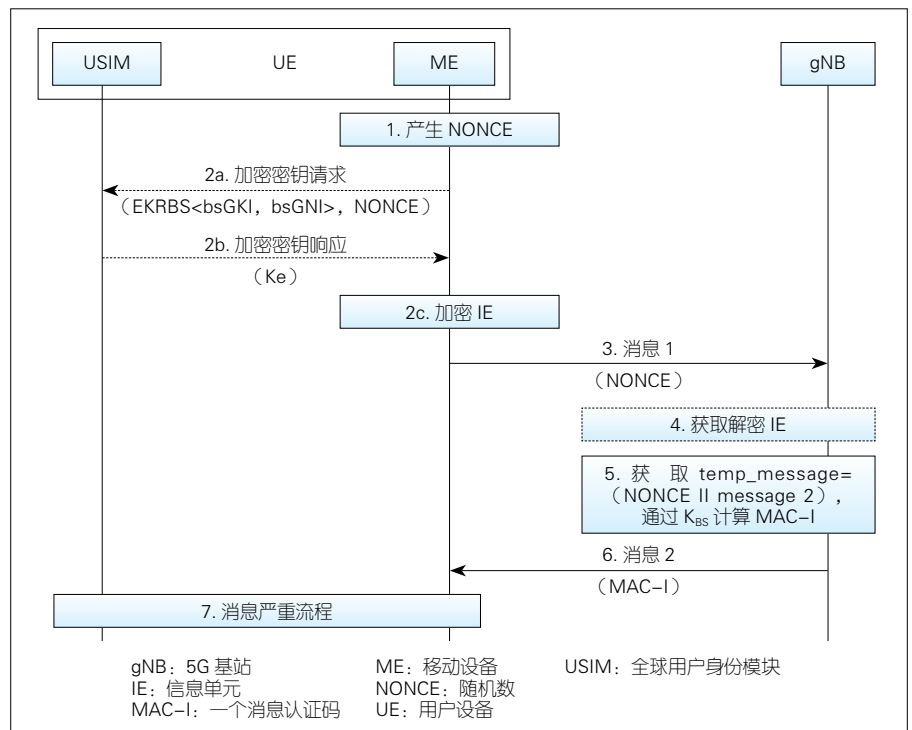 USIM
UE
ME
gNB
1. 产生 NONCE
2a. 加密密钥请求
（EKRBS<bsGKI，bsGNI>，NONCE）
2b. 加密密钥响应
（Ke）
2c. 加密 IE
3. 消息 1
（NONCE）
4. 获取解密 IE
5. 获 取 temp_message=
（NONCE II message 2），
通过 K_BS 计算 MAC-I
6. 消息 2
（MAC-I）
7. 消息严重流程
gNB：5G 基站
IE：信息单元
MAC-I：一个消息认证码
ME：移动设备
NONCE：随机数
UE：用户设备
USIM：全球用户身份模块